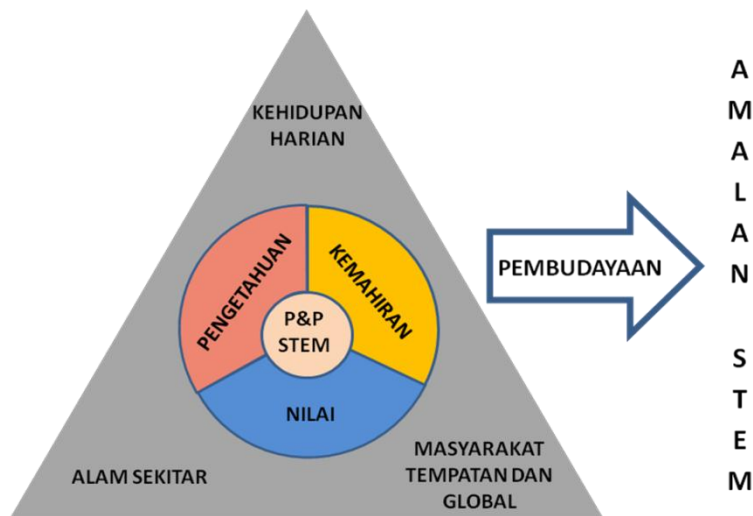 KEHIDUPAN
HARIAN
PENGETAHUAN
KEMAHIRAN
P&P
STEM
NILAI
ALAM SEKITAR
MASYARAKAT
TEMPATAN DAN
GLOBAL
PEMBUDAYAAN
A
M
A
L
A
N
S
T
E
M